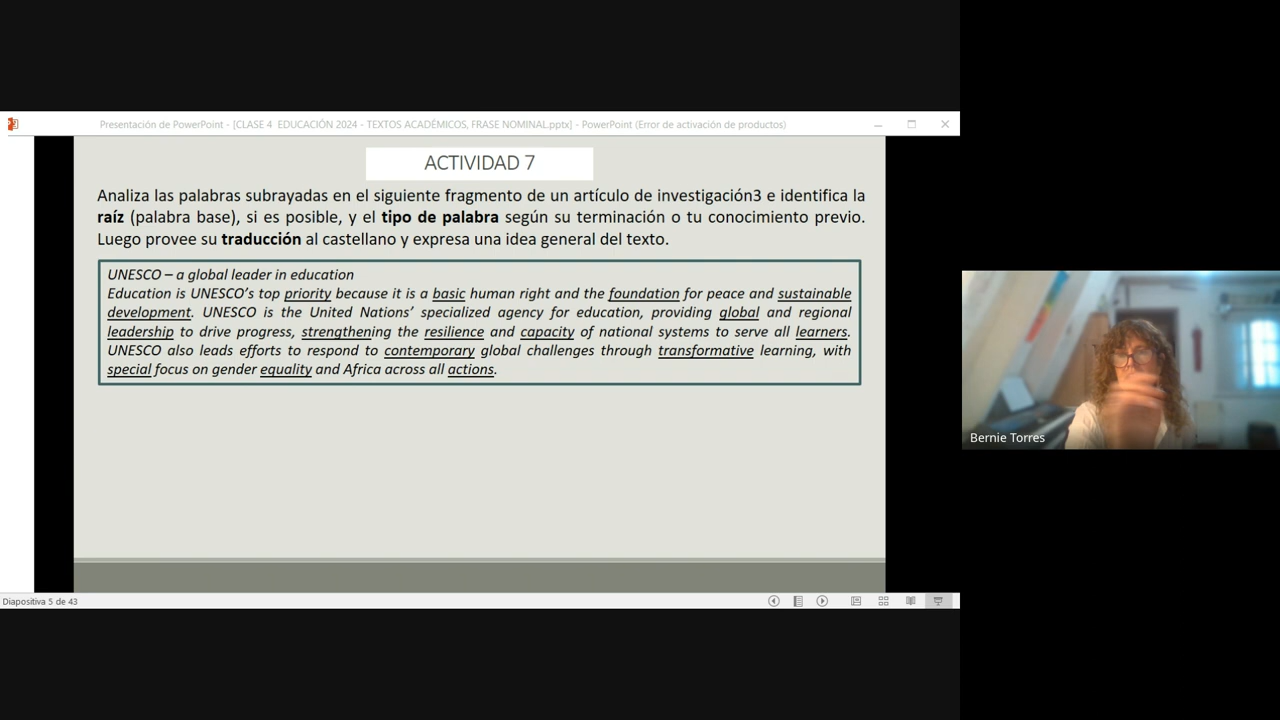 Presentación de PowerPoint - [CLASE 4 EDUCACIÓN 2024 - TEXTOS ACADÉMICOS, FRASE NOMINAL.pptx] - PowerPoint (Error de activación de productos)
ACTIVIDAD 7
Analiza las palabras subrayadas en el siguiente fragmento de un artículo de investigación3 e identifica la
raíz (palabra base), si es posible, y el tipo de palabra según su terminación o tu conocimiento previo.
Luego provee su traducción al castellano y expresa una idea general del texto.
UNESCO – a global leader in education
Education is UNESCO’s top priority because it is a basic human right and the foundation for peace and sustainable
development. UNESCO is the United Nations’ specialized agency for education, providing global and regional
leadership to drive progress, strengthening the resilience and capacity of national systems to serve all learners.
UNESCO also leads efforts to respond to contemporary global challenges through transformative learning, with
special focus on gender equality and Africa across all actions.
Bernie Torres
Diapositiva 5 de 43